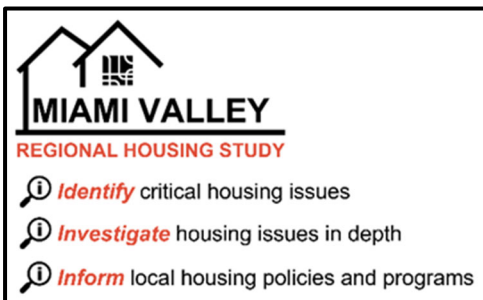 MIAMI VALLEY
REGIONAL HOUSING STUDY
Identify critical housing issues
Investigate housing issues in depth
Inform local housing policies and programs